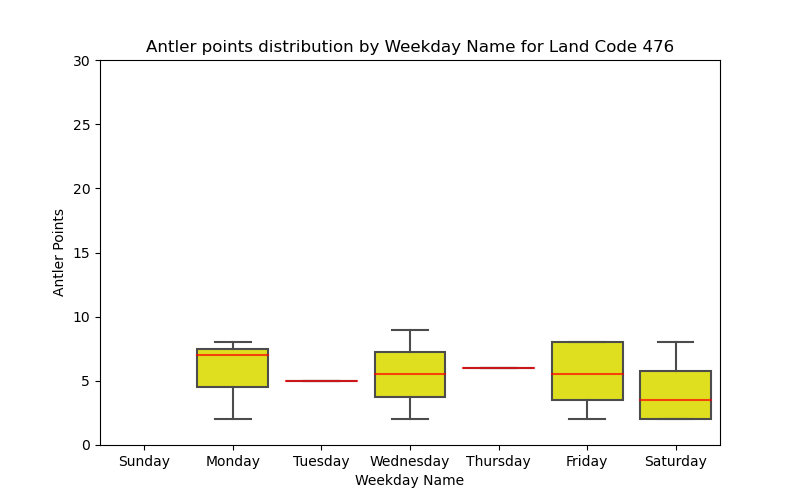 Antler points distribution by Weekday Name for Land Code 476
30
25
20
15
10
5
0
Antler Points
Sunday Monday Tuesday Wednesday Thursday Friday Saturday
Weekday Name